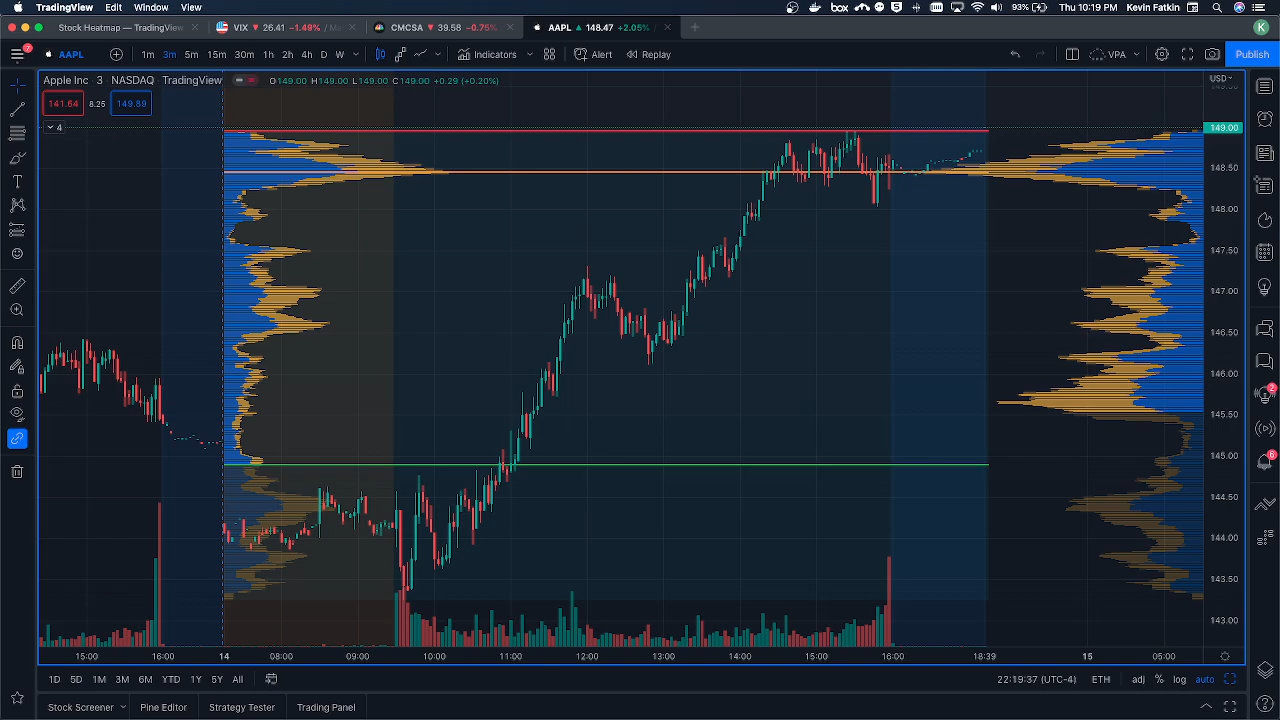 TradingView Edit View Window 93% Thu 10:19 PM
Stock Heatmap — TradingView VIX 26.41 −1.49% CMCSA 39.58 −0.75% AAPL 148.47 +2.05% K
7 AAPL 1m 3m 5m 15m 30m 1h 2h 4h D W Indicators Alert Replay VPA Publish
Apple Inc · 3 · NASDAQ TradingView O149.00 H149.00 L149.00 C149.00 +0.29 (+0.20%) USD
141.64 8.25 149.89
4
149.00
148.50
148.00
147.50
147.00
146.50
146.00
145.50
145.00
144.50
144.00
143.50
143.00
2
6
15:00 16:00 14 08:00 09:00 10:00 11:00 12:00 13:00 14:00 15:00 16:00 18:39 15 05:00
1D 5D 1M 3M 6M YTD 1Y 5Y All 22:19:37 (UTC-4) ETH adj % log auto
Stock Screener Pine Editor Strategy Tester Trading Panel